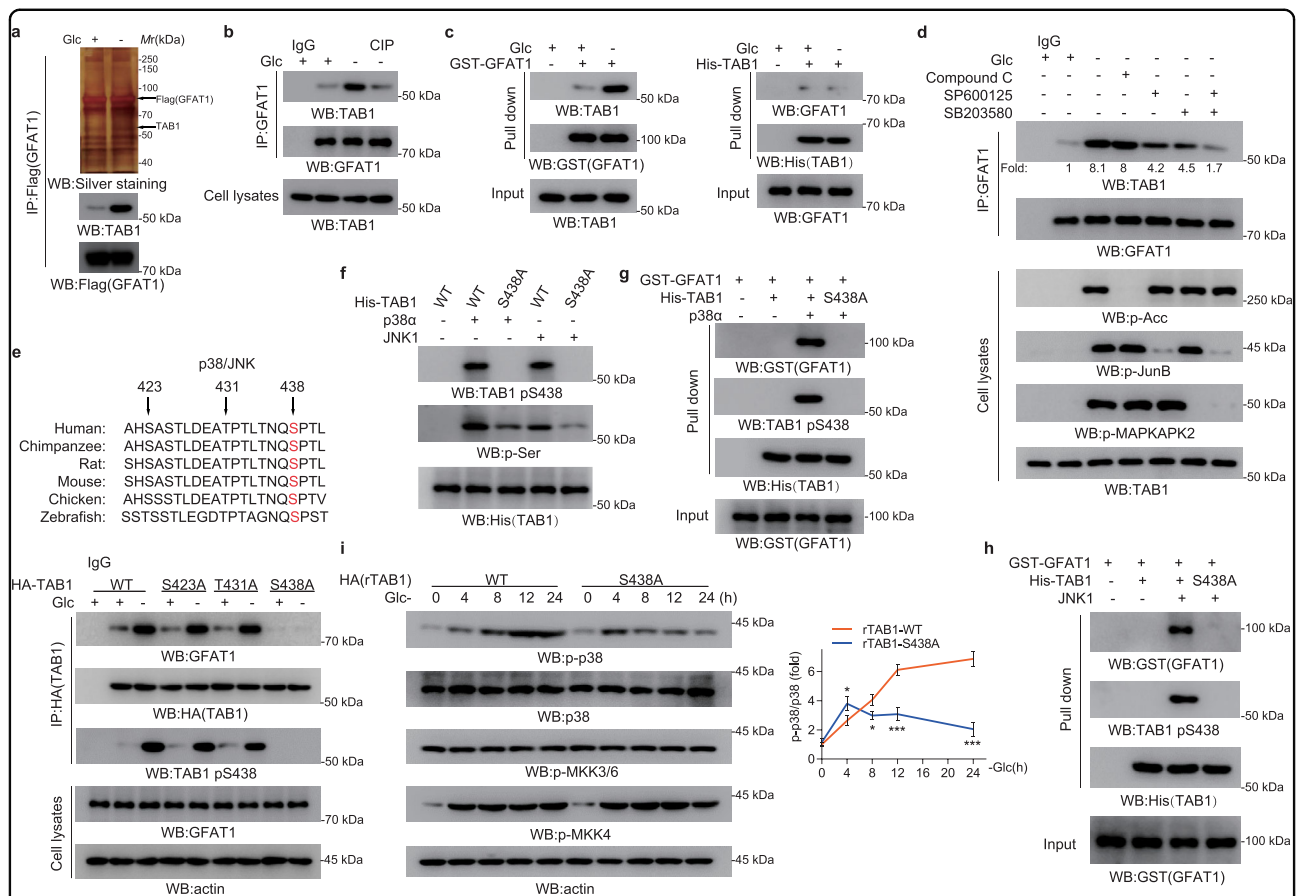 a
Glc + - Mr(kDa)
-250
-150
-100
Flag(GFAT1)
-70
TAB1
-50
-40
IP:Flag(GFAT1)
WB:Silver staining
-50 kDa
WB:TAB1
-70 kDa
WB:Flag(GFAT1)
b
IgG CIP
Glc + + - -
IP:GFAT1
-50 kDa
WB:TAB1
-70 kDa
WB:GFAT1
Cell lysates
WB:TAB1
c
Glc + + -
GST-GFAT1 - + +
Pull down
-50 kDa
WB:TAB1
-100 kDa
WB:GST(GFAT1)
Input
-50 kDa
WB:TAB1
Glc + + -
His-TAB1 - + +
Pull down
-70 kDa
WB:GFAT1
-70 kDa
WB:His(TAB1)
Input
-70 kDa
WB:GFAT1
d
IgG
Glc + + - - - - -
Compound C - - - + - - -
SP600125 - - - - + - +
SB203580 - - - - - + +
IP:GFAT1
-50 kDa
Fold: 1 8.1 8 4.2 4.5 1.7
WB:TAB1
-70 kDa
WB:GFAT1
Cell lysates
-250 kDa
WB:p-Acc
-45 kDa
WB:p-JunB
WB:p-MAPKAPK2
-50 kDa
WB:TAB1
e
p38/JNK
423 431 438
Human: AHSASTLDEATPTLTNQSPTL
Chimpanzee: AHSASTLDEATPTLTNQSPTL
Rat: SHSASTLDEATPTLTNQSPTL
Mouse: SHSASTLDEATPTLTNQSPTL
Chicken: AHSSSTLDEATPTLTNQSPTV
Zebrafish: SSTSSTLEGDTPTAGNQSPST
f
His-TAB1 WT WT S438A WT S438A
p38α - + + - -
JNK1 - - - + +
-50 kDa
WB:TAB1 pS438
WB:p-Ser
-50 kDa
WB:His(TAB1)
g
GST-GFAT1 + + + +
His-TAB1 - + + S438A
p38α - - + +
Pull down
-100 kDa
WB:GST(GFAT1)
-50 kDa
WB:TAB1 pS438
-50 kDa
WB:His(TAB1)
Input
-100 kDa
WB:GST(GFAT1)
IgG
HA-TAB1 WT S423A T431A S438A
Glc + + - + - + - + -
IP:HA(TAB1)
-70 kDa
WB:GFAT1
-50 kDa
WB:HA(TAB1)
-50 kDa
WB:TAB1 pS438
Cell lysates
-70 kDa
WB:GFAT1
-45 kDa
WB:actin
i
HA(rTAB1) WT S438A
Glc- 0 4 8 12 24 0 4 8 12 24 (h)
-45 kDa
WB:p-p38
-45 kDa
WB:p38
WB:p-MKK3/6
-45 kDa
WB:p-MKK4
-45 kDa
WB:actin
rTAB1-WT
rTAB1-S438A
p-p38/p38 (fold)
6
4
2
0
* * *** ***
0 4 8 12 16 20 24 -Glc(h)
h
GST-GFAT1 + + + +
His-TAB1 - + + S438A
JNK1 - - + +
Pull down
-100 kDa
WB:GST(GFAT1)
-50 kDa
WB:TAB1 pS438
-50 kDa
WB:His(TAB1)
Input
-100 kDa
WB:GST(GFAT1)